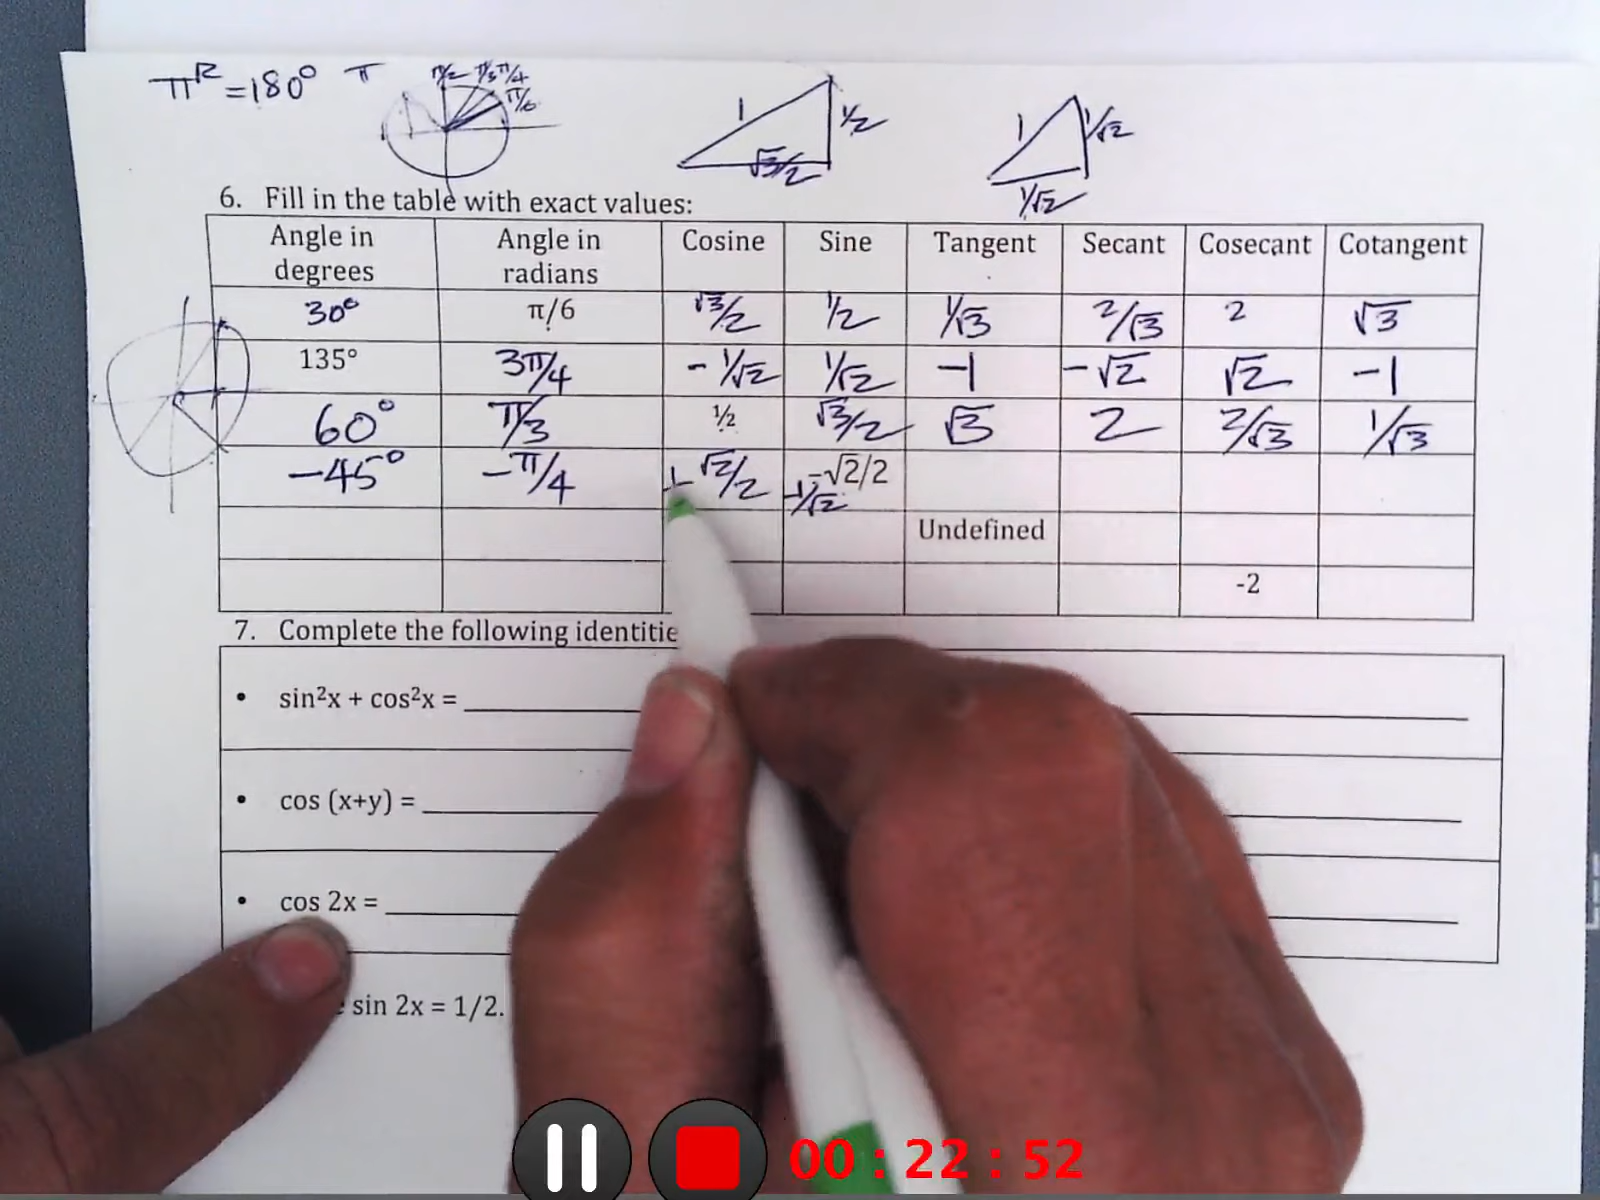 π^R = 180° π
π/2 π/3 π/4
π/6
1 1/2 √3/2
1 1/√2 1/√2
6. Fill in the table with exact values:
Angle in degrees Angle in radians Cosine Sine Tangent Secant Cosecant Cotangent
30° π/6 √3/2 1/2 1/√3 2/√3 2 √3
135° 3π/4 -1/√2 1/√2 -1 -√2 √2 -1
60° π/3 ½ √3/2 √3 2 2/√3 1/√3
-45° -π/4 √2/2 -√2/2
-1/√2
Undefined
-2
7. Complete the following identitie
• sin²x + cos²x =
• cos (x+y) =
• cos 2x =
sin 2x = 1/2.
00 : 22 : 52